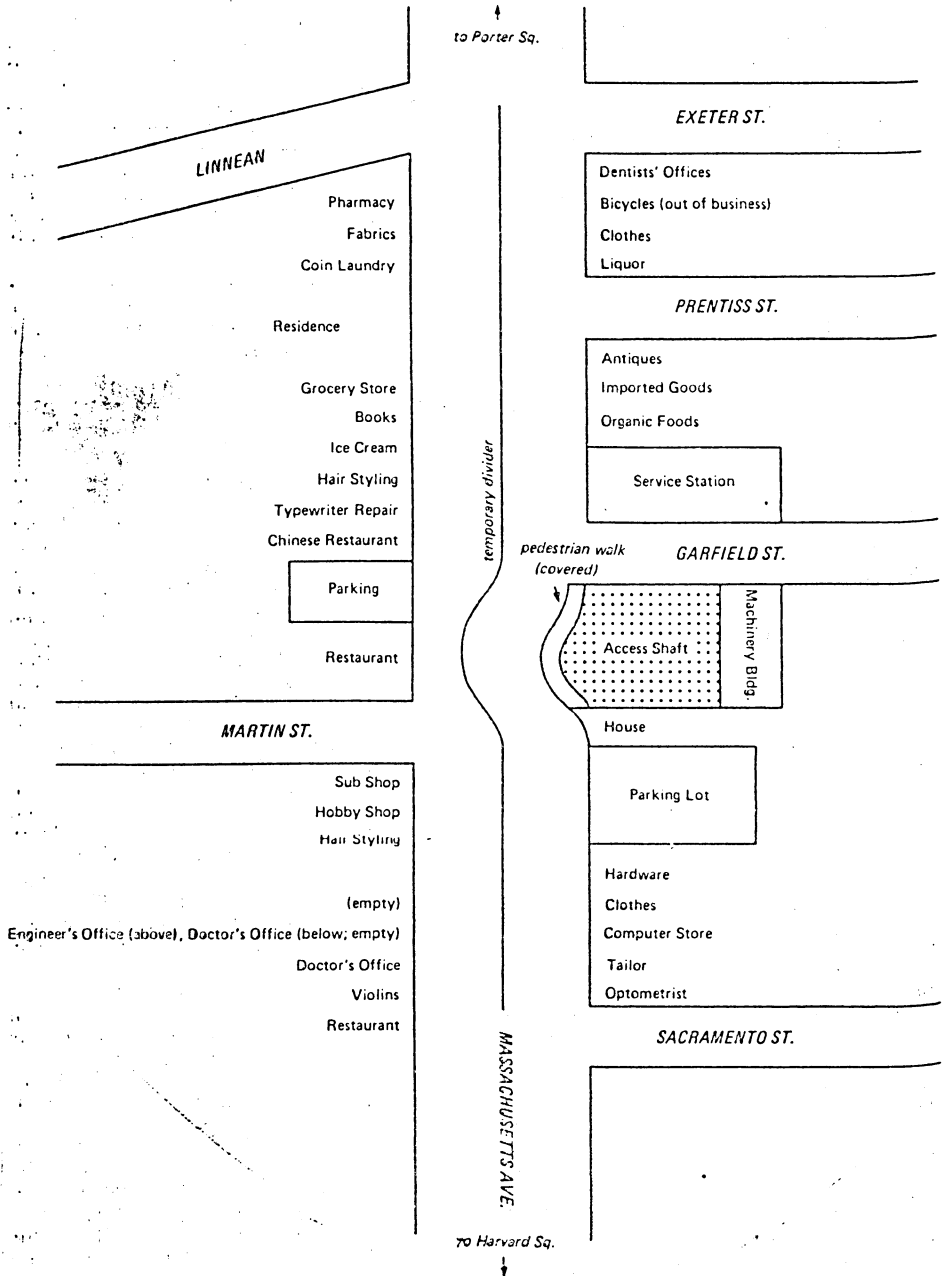 to Porter Sq.
EXETER ST.
LINNEAN
Pharmacy
Fabrics
Coin Laundry
Residence
Grocery Store
Books
Ice Cream
Hair Styling
Typewriter Repair
Chinese Restaurant
Parking
Restaurant
MARTIN ST.
Sub Shop
Hobby Shop
Hair Styling
(empty)
Engineer's Office (above), Doctor's Office (below; empty)
Doctor's Office
Violins
Restaurant
temporary divider
MASSACHUSETTS AVE.
Dentists' Offices
Bicycles (out of business)
Clothes
Liquor
PRENTISS ST.
Antiques
Imported Goods
Organic Foods
Service Station
GARFIELD ST.
pedestrian walk
(covered)
Access Shaft
Machinery Bldg.
House
Parking Lot
Hardware
Clothes
Computer Store
Tailor
Optometrist
SACRAMENTO ST.
to Harvard Sq.